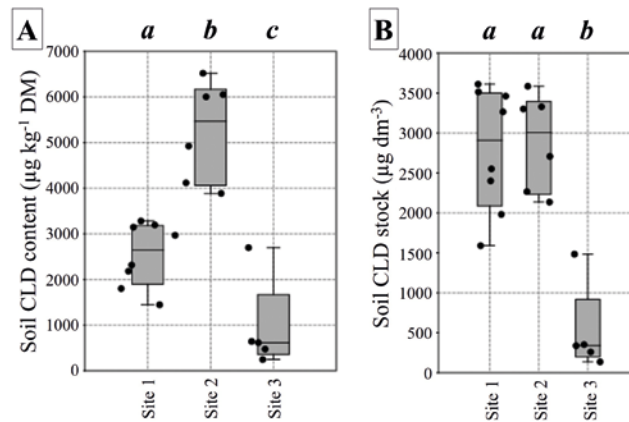 A
a b c
Soil CLD content (µg kg⁻¹ DM)
7000
6000
5000
4000
3000
2000
1000
0
Site 1
Site 2
Site 3
B
a a b
Soil CLD stock (µg dm⁻³)
4000
3500
3000
2500
2000
1500
1000
500
0
Site 1
Site 2
Site 3